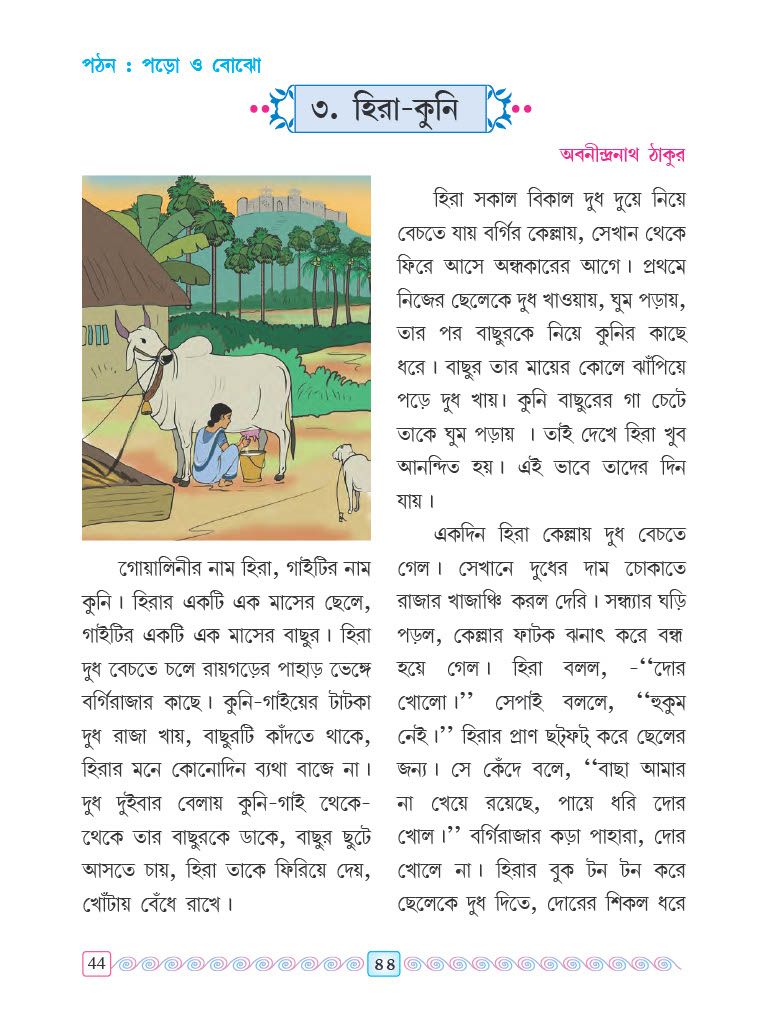 পঠন : পড়ো ও বোঝো
৩. হিরা-কুনি
অবনীন্দ্রনাথ ঠাকুর
গোয়ালিনীর নাম হিরা, গাইটির নাম
কুনি। হিরার একটি এক মাসের ছেলে,
গাইটির একটি এক মাসের বাছুর। হিরা
দুধ বেচতে চলে রায়গড়ের পাহাড় ভেঙ্গে
বর্গিরাজার কাছে। কুনি-গাইয়ের টাটকা
দুধ রাজা খায়, বাছুরটি কাঁদতে থাকে,
হিরার মনে কোনোদিন ব্যথা বাজে না।
দুধ দুইবার বেলায় কুনি-গাই থেকে-
থেকে তার বাছুরকে ডাকে, বাছুর ছুটে
আসতে চায়, হিরা তাকে ফিরিয়ে দেয়,
খোঁটায় বেঁধে রাখে।
হিরা সকাল বিকাল দুধ দুয়ে নিয়ে
বেচতে যায় বর্গির কেল্লায়, সেখান থেকে
ফিরে আসে অন্ধকারের আগে। প্রথমে
নিজের ছেলেকে দুধ খাওয়ায়, ঘুম পড়ায়,
তার পর বাছুরকে নিয়ে কুনির কাছে
ধরে। বাছুর তার মায়ের কোলে ঝাঁপিয়ে
পড়ে দুধ খায়। কুনি বাছুরের গা চেটে
তাকে ঘুম পড়ায় । তাই দেখে হিরা খুব
আনন্দিত হয়। এই ভাবে তাদের দিন
যায়।
একদিন হিরা কেল্লায় দুধ বেচতে
গেল। সেখানে দুধের দাম চোকাতে
রাজার খাজাঞ্চি করল দেরি। সন্ধ্যার ঘড়ি
পড়ল, কেল্লার ফাটক ঝনাৎ করে বন্ধ
হয়ে গেল। হিরা বলল, -“দোর
খোলো।” সেপাই বললে, “হুকুম
নেই।” হিরার প্রাণ ছট্‌ফট্ করে ছেলের
জন্য। সে কেঁদে বলে, “বাছা আমার
না খেয়ে রয়েছে, পায়ে ধরি দোর
খোল।” বর্গিরাজার কড়া পাহারা, দোর
খোলে না। হিরার বুক টন টন করে
ছেলেকে দুধ দিতে, দোরের শিকল ধরে
44
৪৪